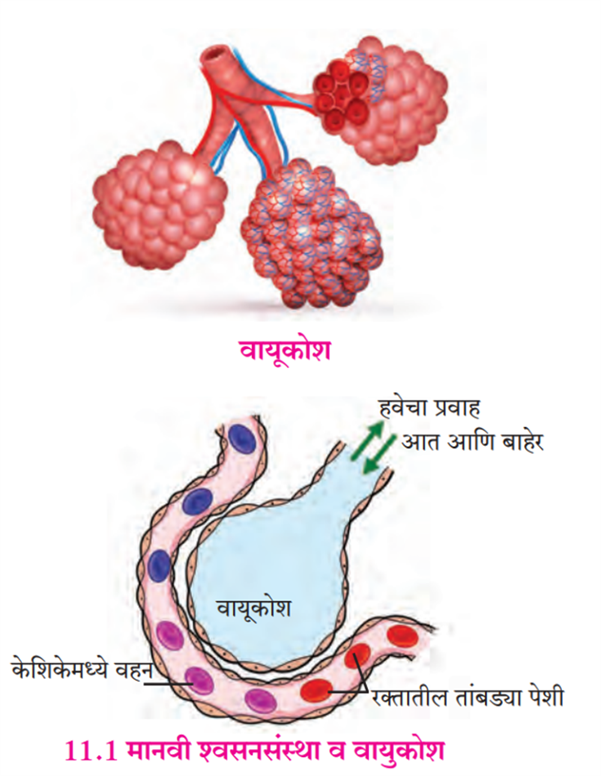 वायूकोश
हवेचा प्रवाह
आत आणि बाहेर
वायूकोश
केशिकेमध्ये वहन
रक्तातील तांबड्या पेशी
11.1 मानवी श्वसनसंस्था व वायुकोश